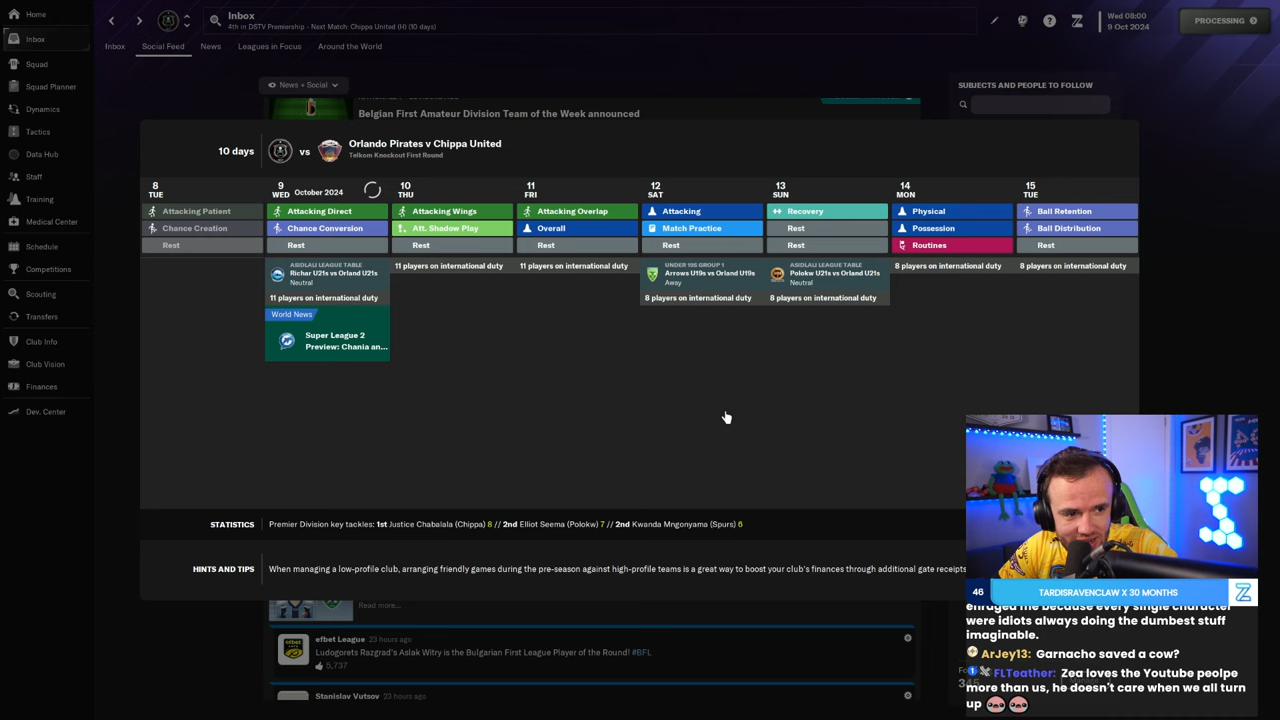 Home
Inbox
Squad
Squad Planner
Dynamics
Tactics
Data Hub
Staff
Training
Medical Center
Schedule
Competitions
Scouting
Transfers
Club Info
Club Vision
Finances
Dev. Center
Inbox
4th in DSTV Premiership - Next Match: Chippa United (H) (10 days)
Wed 08:00
9 Oct 2024
PROCESSING
Inbox Social Feed News Leagues in Focus Around the World
News + Social
SUBJECTS AND PEOPLE TO FOLLOW
Belgian First Amateur Division Team of the Week announced
10 days vs Orlando Pirates v Chippa United
Telkom Knockout First Round
8 TUE
9 WED October 2024
10 THU
11 FRI
12 SAT
13 SUN
14 MON
15 TUE
Attacking Patient Attacking Direct Attacking Wings Attacking Overlap Attacking Recovery Physical Ball Retention
Chance Creation Chance Conversion Att. Shadow Play Overall Match Practice Rest Possession Ball Distribution
Rest Rest Rest Rest Rest Rest Routines Rest
ASIDLALI LEAGUE TABLE
Richar U21s vs Orland U21s
Neutral
11 players on international duty
World News
Super League 2
Preview: Chania an...
11 players on international duty
11 players on international duty
UNDER 19S GROUP 1
Arrows U19s vs Orland U19s
Away
8 players on international duty
ASIDLALI LEAGUE TABLE
Polokw U21s vs Orland U21s
Neutral
8 players on international duty
8 players on international duty
8 players on international duty
STATISTICS Premier Division key tackles: 1st Justice Chabalala (Chippa) 8 // 2nd Elliot Seema (Polokw) 7 // 2nd Kwanda Mngonyama (Spurs) 6
HINTS AND TIPS When managing a low-profile club, arranging friendly games during the pre-season against high-profile teams is a great way to boost your club's finances through additional gate receipts
Read more...
efbet League 23 hours ago
Ludogorets Razgrad's Aslak Witry is the Bulgarian First League Player of the Round! #BFL
5,737
Stanislav Vutsov 23 hours ago
46 TARDISRAVENCLAW X 30 MONTHS
enraged me because every single character
were idiots always doing the dumbest stuff
imaginable.
ArJey13: Garnacho saved a cow?
FLTeather: Zea loves the Youtube peolpe
more than us, he doesn't care when we all turn
up